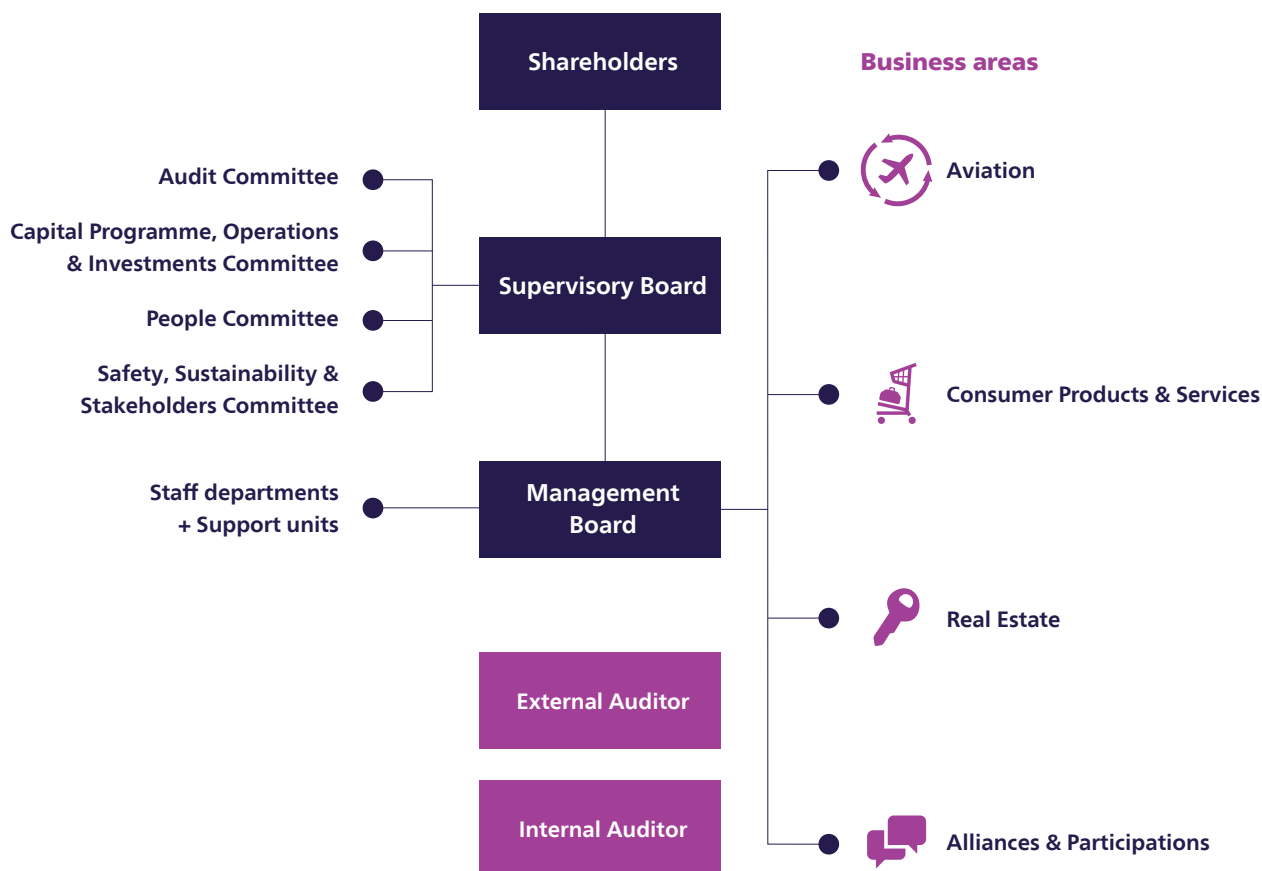 Shareholders
Business areas
Audit Committee
Capital Programme, Operations
& Investments Committee
People Committee
Safety, Sustainability &
Stakeholders Committee
Supervisory Board
Staff departments
+ Support units
Management
Board
External Auditor
Internal Auditor
Aviation
Consumer Products & Services
Real Estate
Alliances & Participations